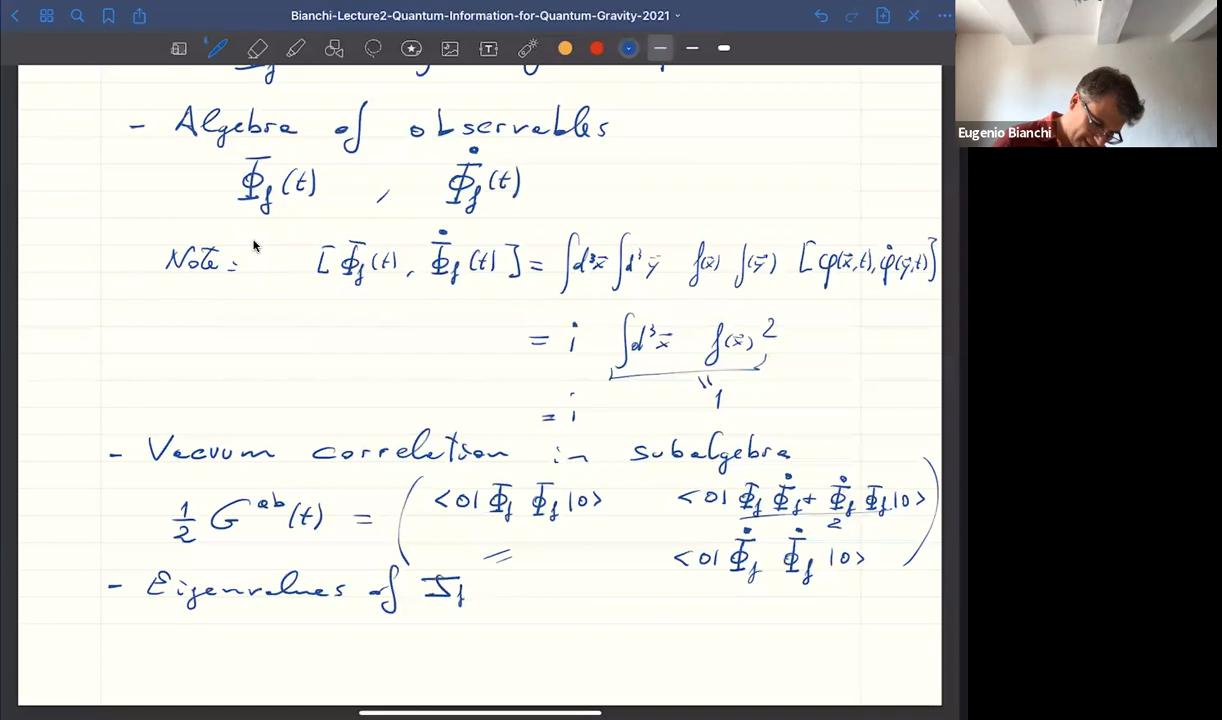 Bianchi-Lecture2-Quantum-Information-for-Quantum-Gravity-2021
Eugenio Bianchi
- Algebra of observables
Φ_f(t) , Φ̇_f(t)
Note: [Φ_f(t), Φ̇_f(t)] = ∫d³x⃗ ∫d³y⃗ f(x⃗) f(y⃗) [φ(x⃗,t), φ̇(y⃗,t)]
= i ∫d³x⃗ f(x⃗)²
= i " 1
- Vacuum correlation in subalgebra
½ G^{ab}(t) = ( <0| Φ_f Φ_f |0> <0| Φ_f Φ̇_f + Φ̇_f Φ_f |0> / 2
= <0| Φ̇_f Φ̇_f |0> )
- Eigenvalues of J_f